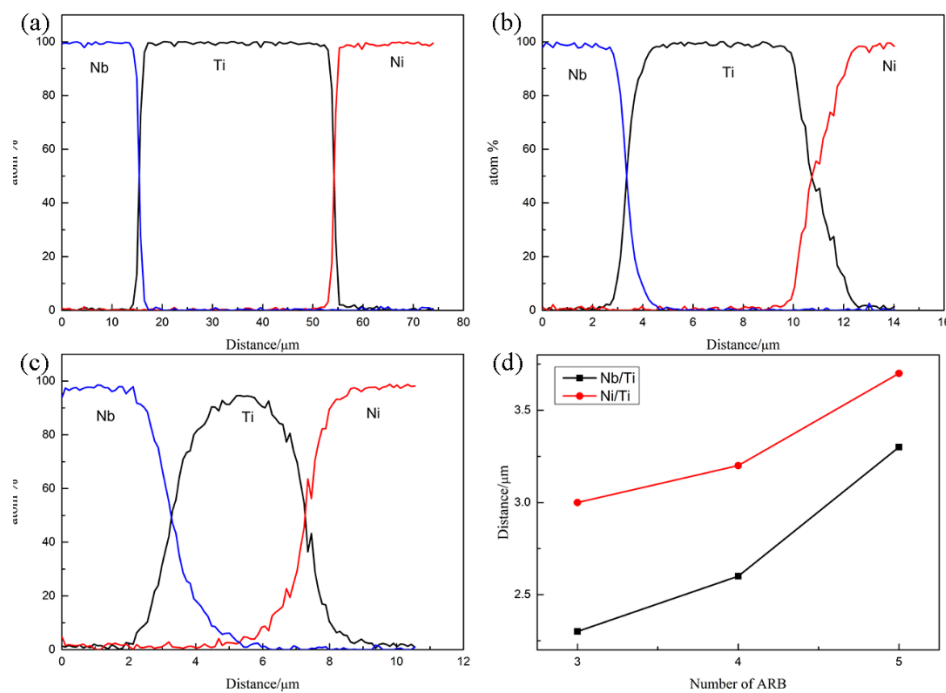 (a)
atom %
100
80
60
40
20
0
Nb
Ti
Ni
0 10 20 30 40 50 60 70 80
Distance/μm
(b)
atom %
100
80
60
40
20
0
Nb
Ti
Ni
0 2 4 6 8 10 12 14 16
Distance/μm
(c)
atom %
100
80
60
40
20
0
Nb
Ti
Ni
0 2 4 6 8 10 12
Distance/μm
(d)
Nb/Ti
Ni/Ti
Distance/μm
3.5
3.0
2.5
3 4 5
Number of ARB